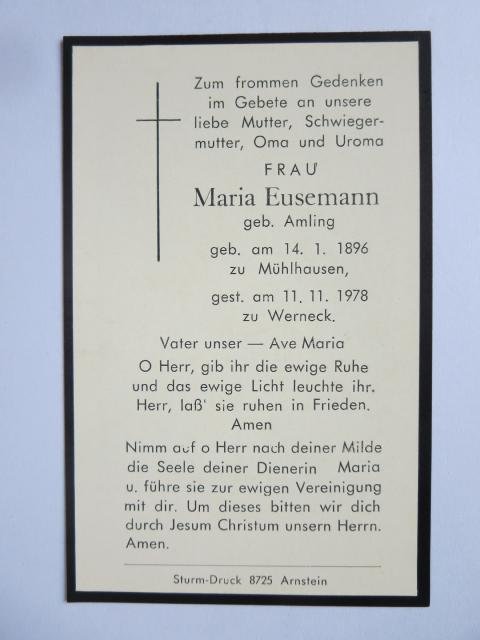 Zum frommen Gedenken
im Gebete an unsere
liebe Mutter, Schwieger-
mutter, Oma und Uroma
FRAU
Maria Eusemann
geb. Amling
geb. am 14. 1. 1896
zu Mühlhausen,
gest. am 11. 11. 1978
zu Werneck.
Vater unser — Ave Maria
O Herr, gib ihr die ewige Ruhe
und das ewige Licht leuchte ihr.
Herr, laß' sie ruhen in Frieden.
Amen
Nimm auf o Herr nach deiner Milde
die Seele deiner Dienerin Maria
u. führe sie zur ewigen Vereinigung
mit dir. Um dieses bitten wir dich
durch Jesum Christum unsern Herrn.
Amen.
Sturm-Druck 8725 Arnstein